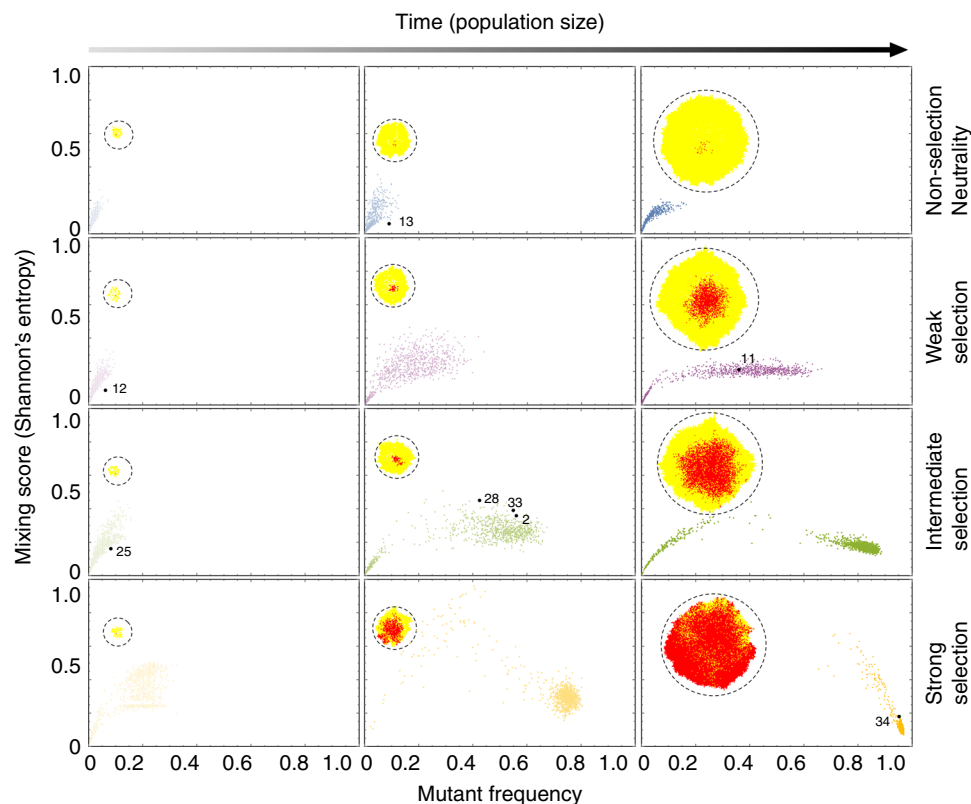 Time (population size)
Mixing score (Shannon's entropy)
1.0
0.5
0
13
Non-selection
Neutrality
1.0
0.5
0
12
11
Weak
selection
1.0
0.5
0
25
28
33
2
Intermediate
selection
1.0
0.5
0
34
Strong
selection
0 0.2 0.4 0.6 0.8 1.0
0 0.2 0.4 0.6 0.8 1.0
0 0.2 0.4 0.6 0.8 1.0
Mutant frequency